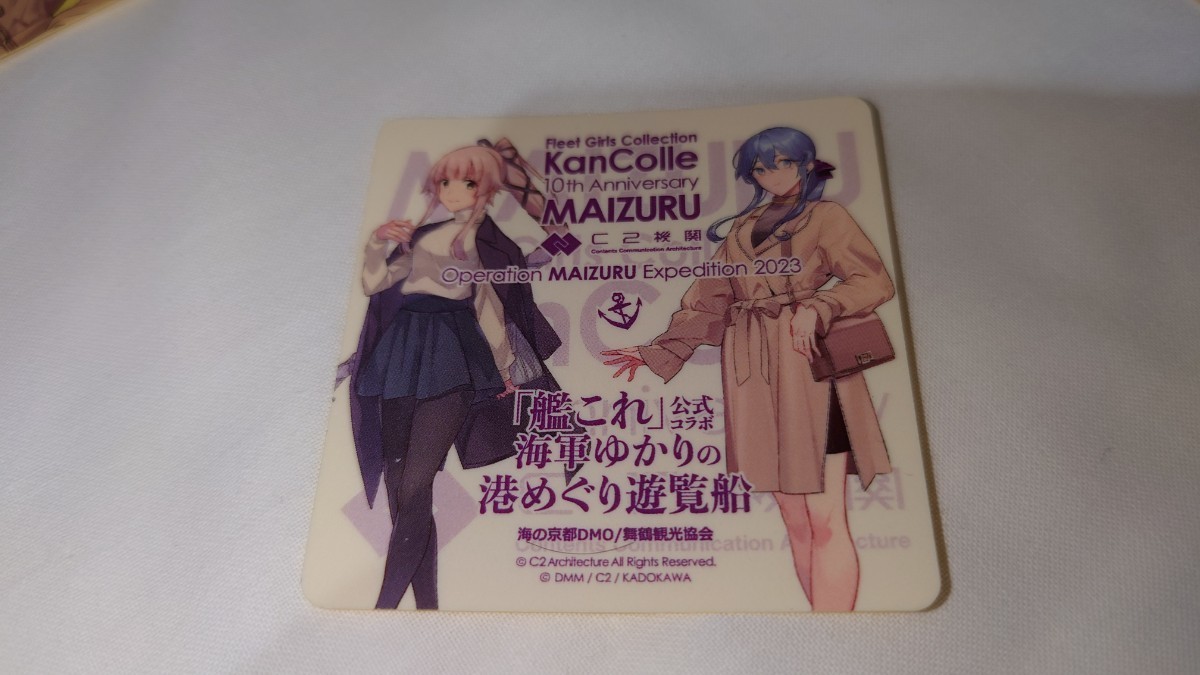 Fleet Girls Collection
KanColle
10th Anniversary
MAIZURU
C2機関
Contents Communication Architecture
Operation MAIZURU Expedition 2023
「艦これ」公式コラボ
海軍ゆかりの
港めぐり遊覧船
海の京都DMO/舞鶴観光協会
© C2 Architecture All Rights Reserved.
© DMM / C2 / KADOKAWA